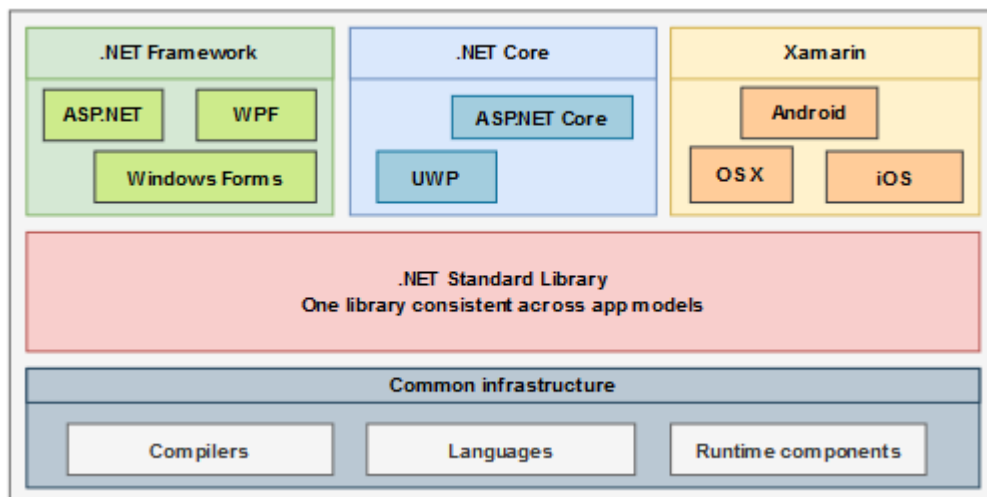 .NET Framework
.NET Core
Xamarin
ASP.NET
WPF
ASP.NET Core
Android
Windows Forms
UWP
OS X
iOS
.NET Standard Library
One library consistent across app models
Common infrastructure
Compilers
Languages
Runtime components